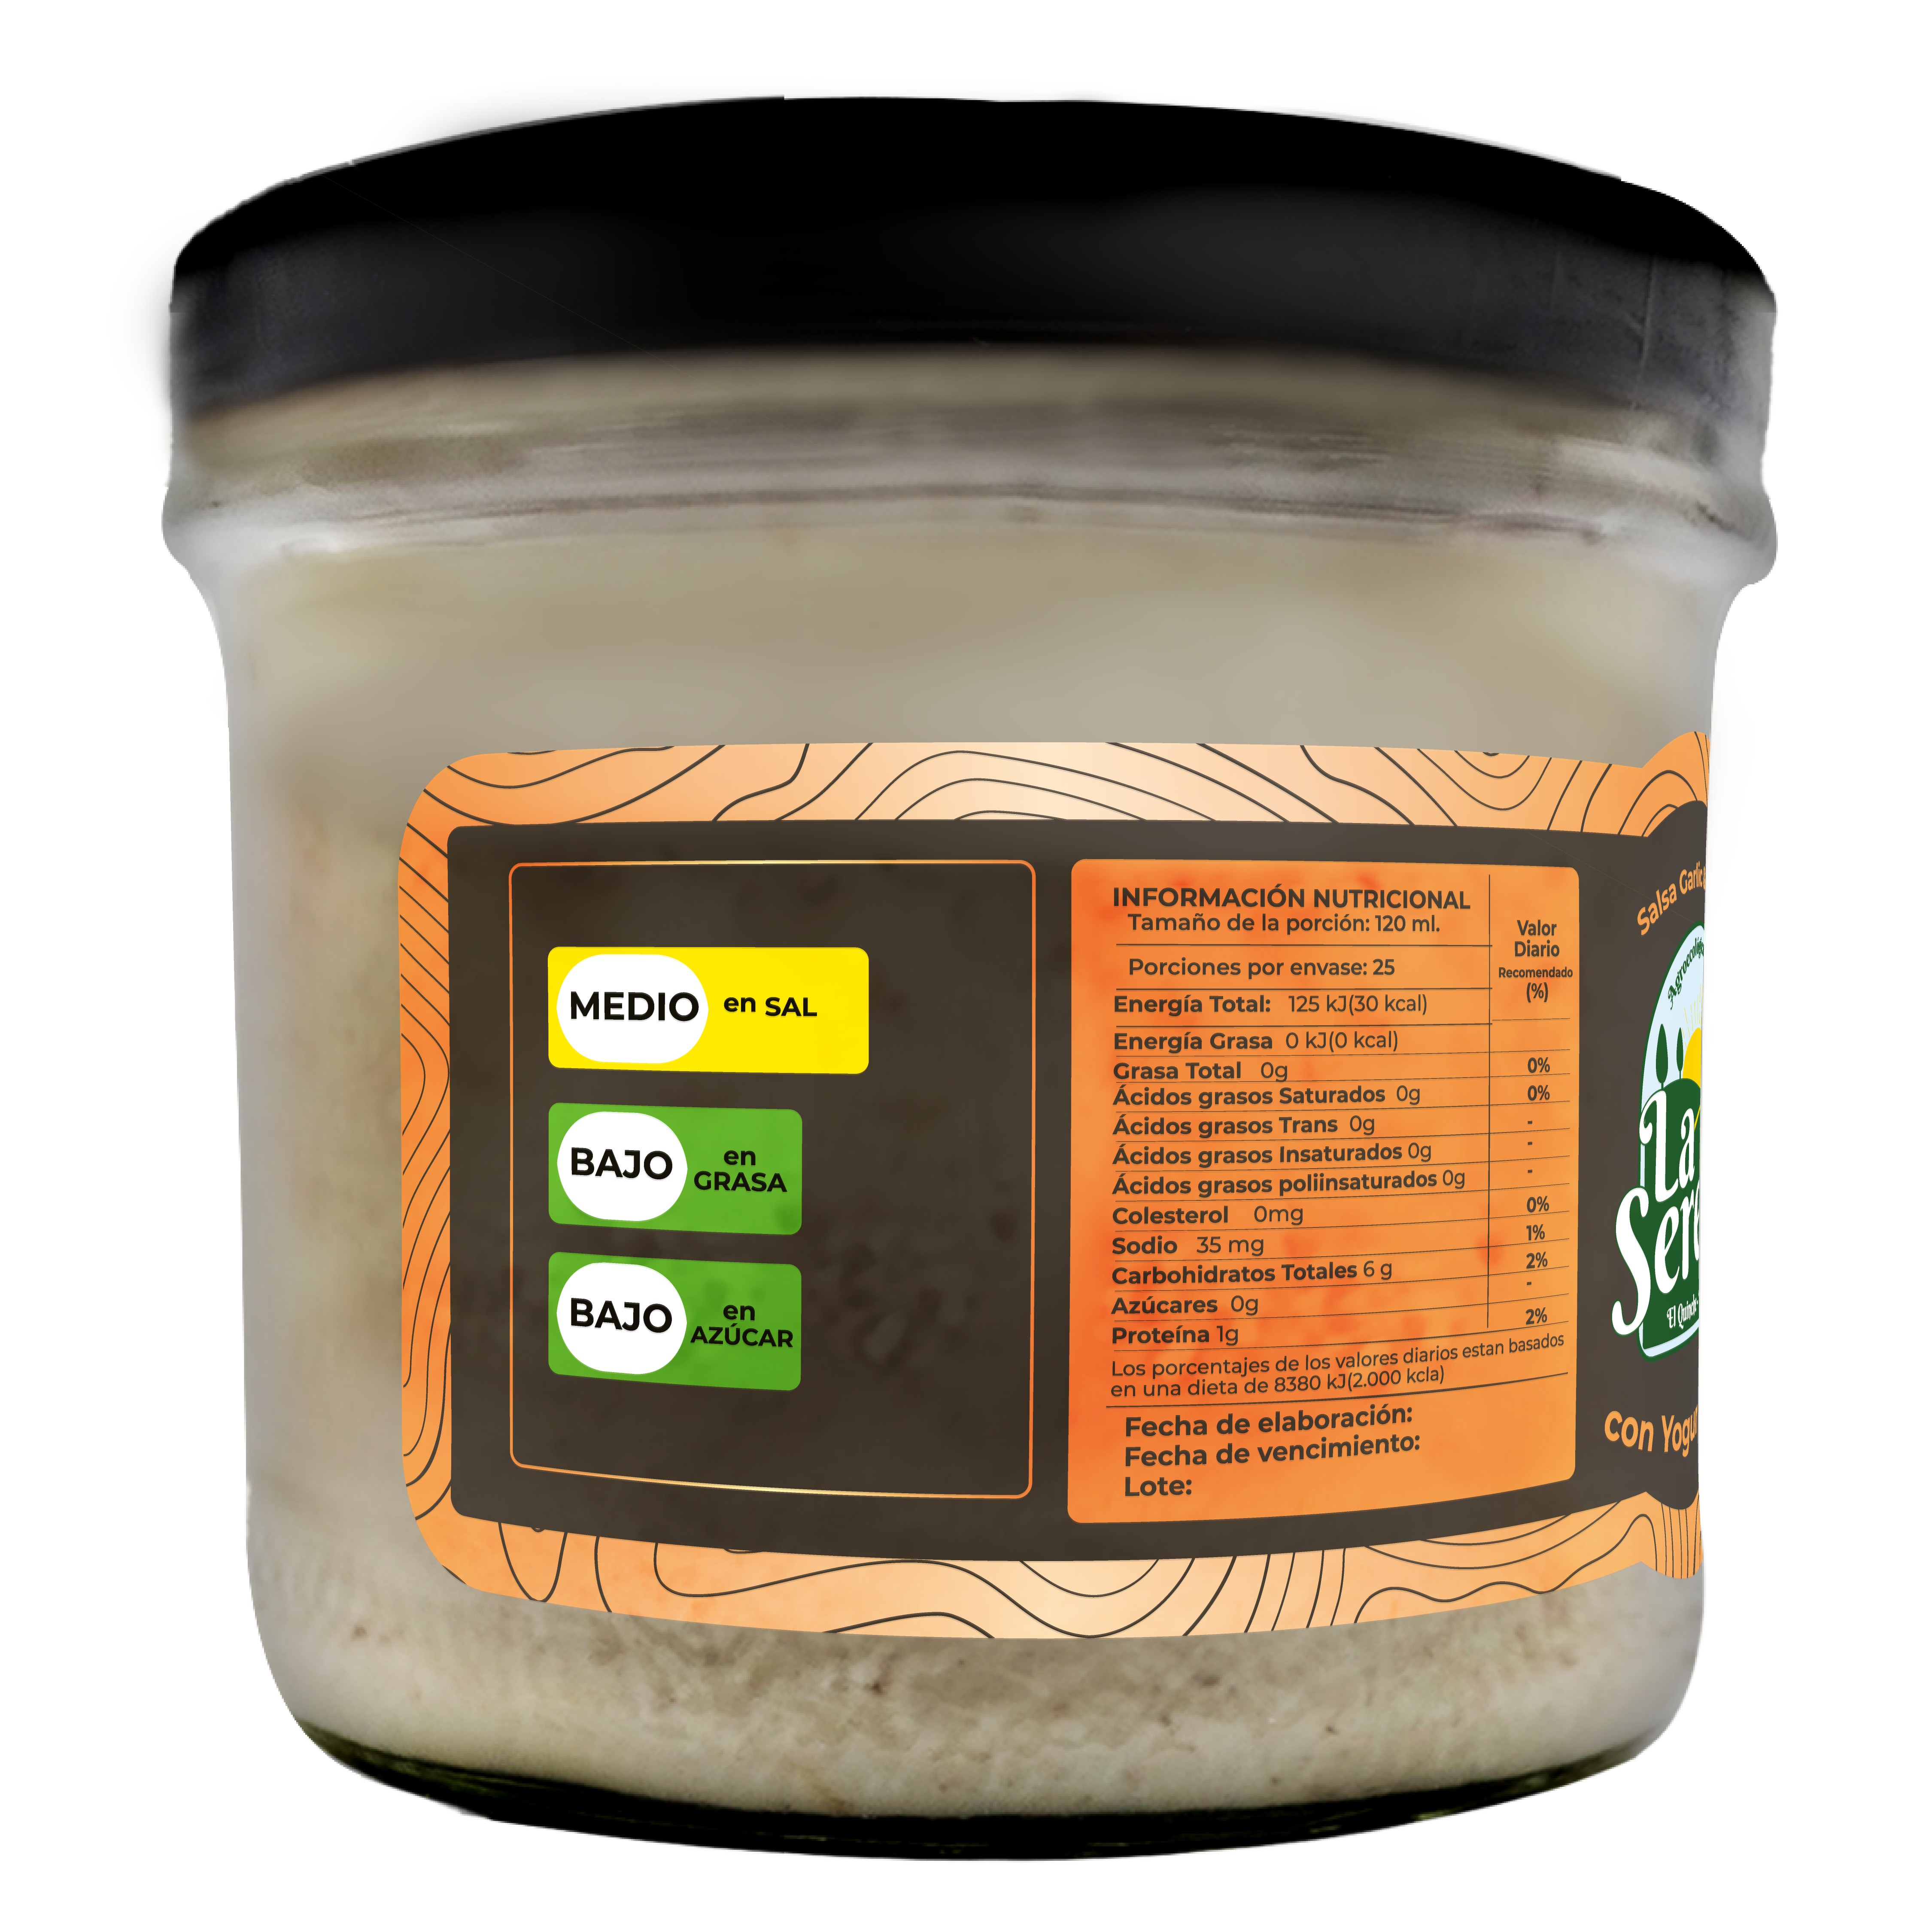 MEDIO en SAL
BAJO en GRASA
BAJO en AZÚCAR
INFORMACIÓN NUTRICIONAL
Tamaño de la porción: 120 ml.
Porciones por envase: 25
Valor
Diario
Recomendado
(%)
Energía Total: 125 kJ(30 kcal)
Energía Grasa 0 kJ(0 kcal)
Grasa Total 0g 0%
Ácidos grasos Saturados 0g 0%
Ácidos grasos Trans 0g -
Ácidos grasos Insaturados 0g -
Ácidos grasos poliinsaturados 0g -
Colesterol 0mg 0%
Sodio 35 mg 1%
Carbohidratos Totales 6 g 2%
Azúcares 0g -
Proteína 1g 2%
Los porcentajes de los valores diarios estan basados
en una dieta de 8380 kJ(2.000 kcla)
Fecha de elaboración:
Fecha de vencimiento:
Lote:
Salsa Garlic
La
con